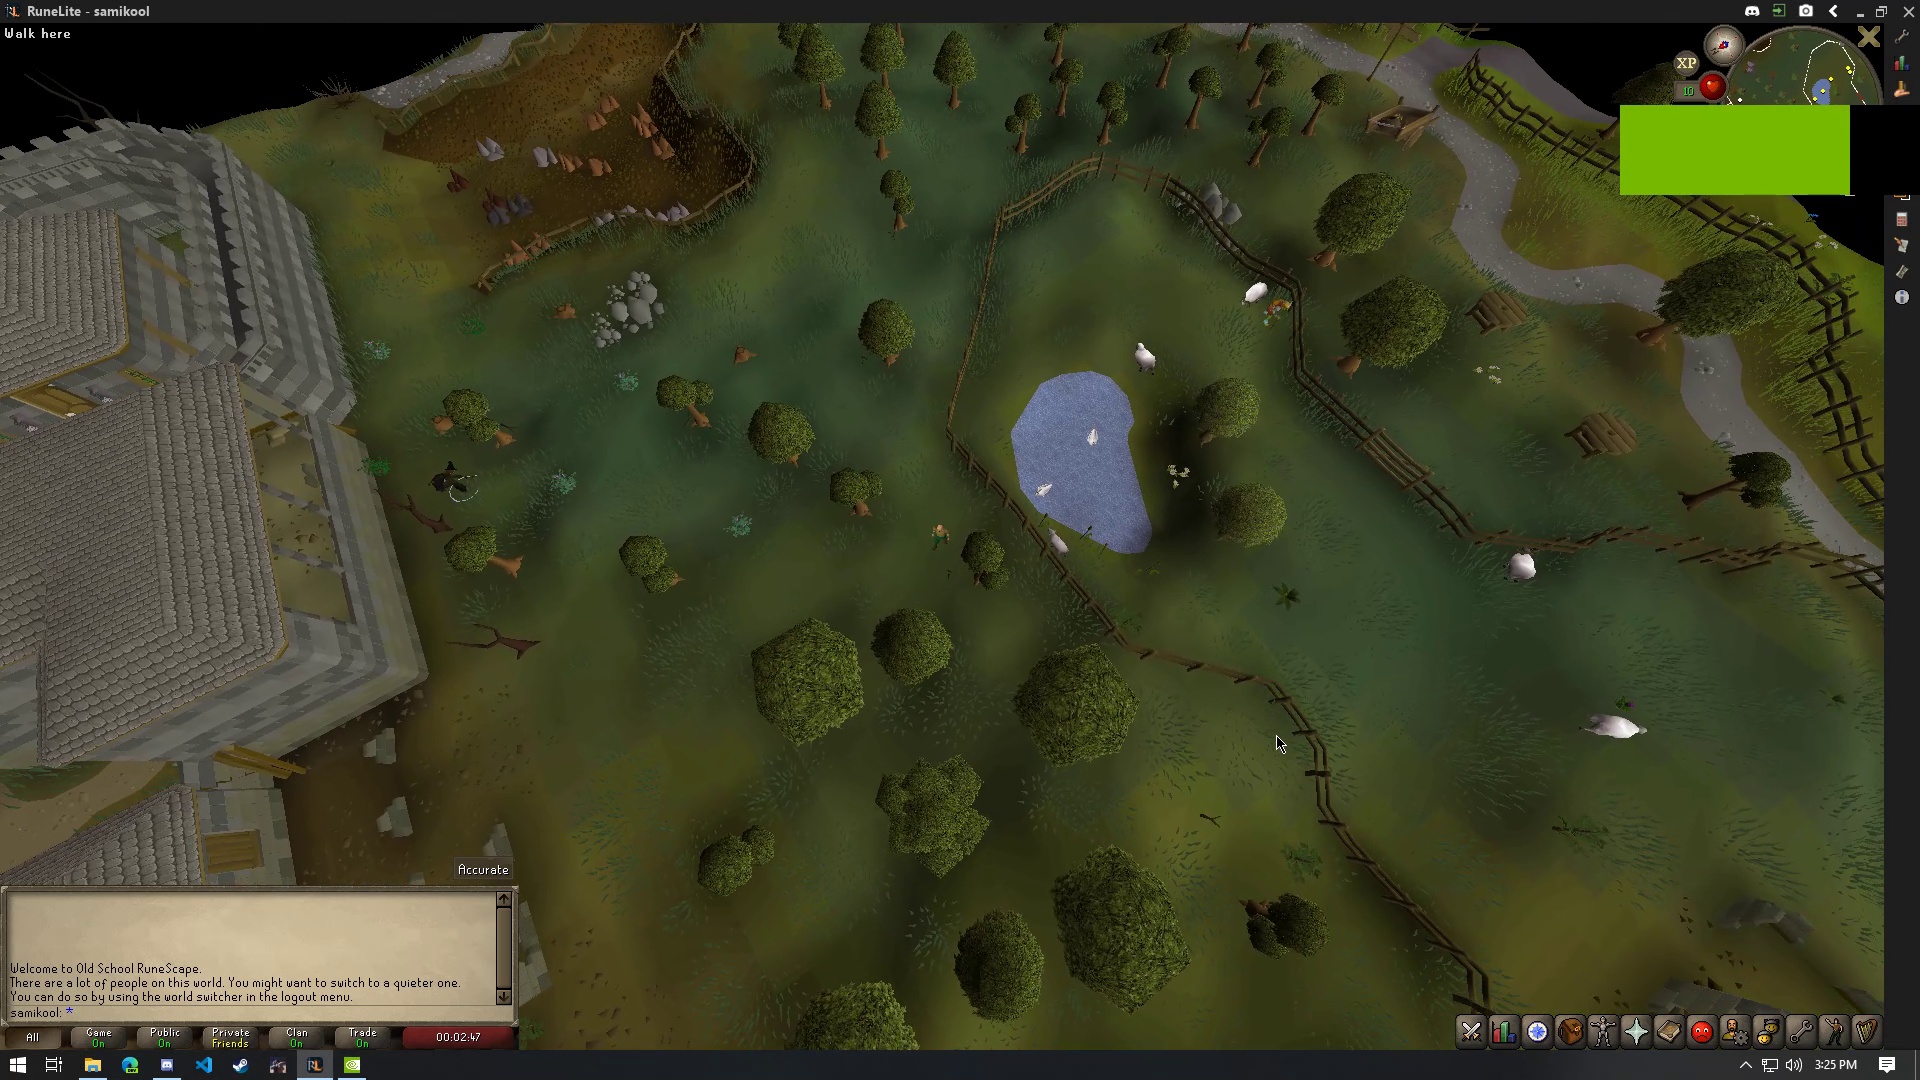 RuneLite - samikool
Walk here
XP
10
Accurate
Welcome to Old School RuneScape.
There are a lot of people on this world. You might want to switch to a quieter one.
You can do so by using the world switcher in the logout menu.
samikool: *
All
Game
On
Public
On
Private
Friends
Clan
On
Trade
On
00:02:47
3:25 PM